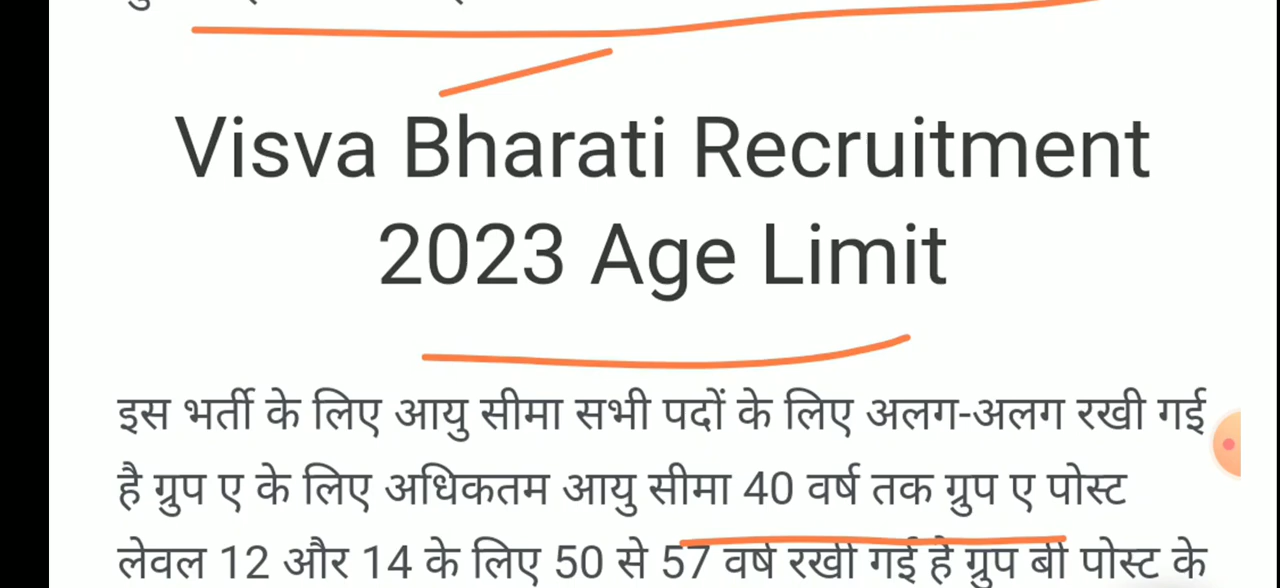 Visva Bharati Recruitment
2023 Age Limit
इस भर्ती के लिए आयु सीमा सभी पदों के लिए अलग-अलग रखी गई
है ग्रुप ए के लिए अधिकतम आयु सीमा 40 वर्ष तक ग्रुप ए पोस्ट
लेवल 12 और 14 के लिए 50 से 57 वर्ष रखी गई है ग्रुप बी पोस्ट के